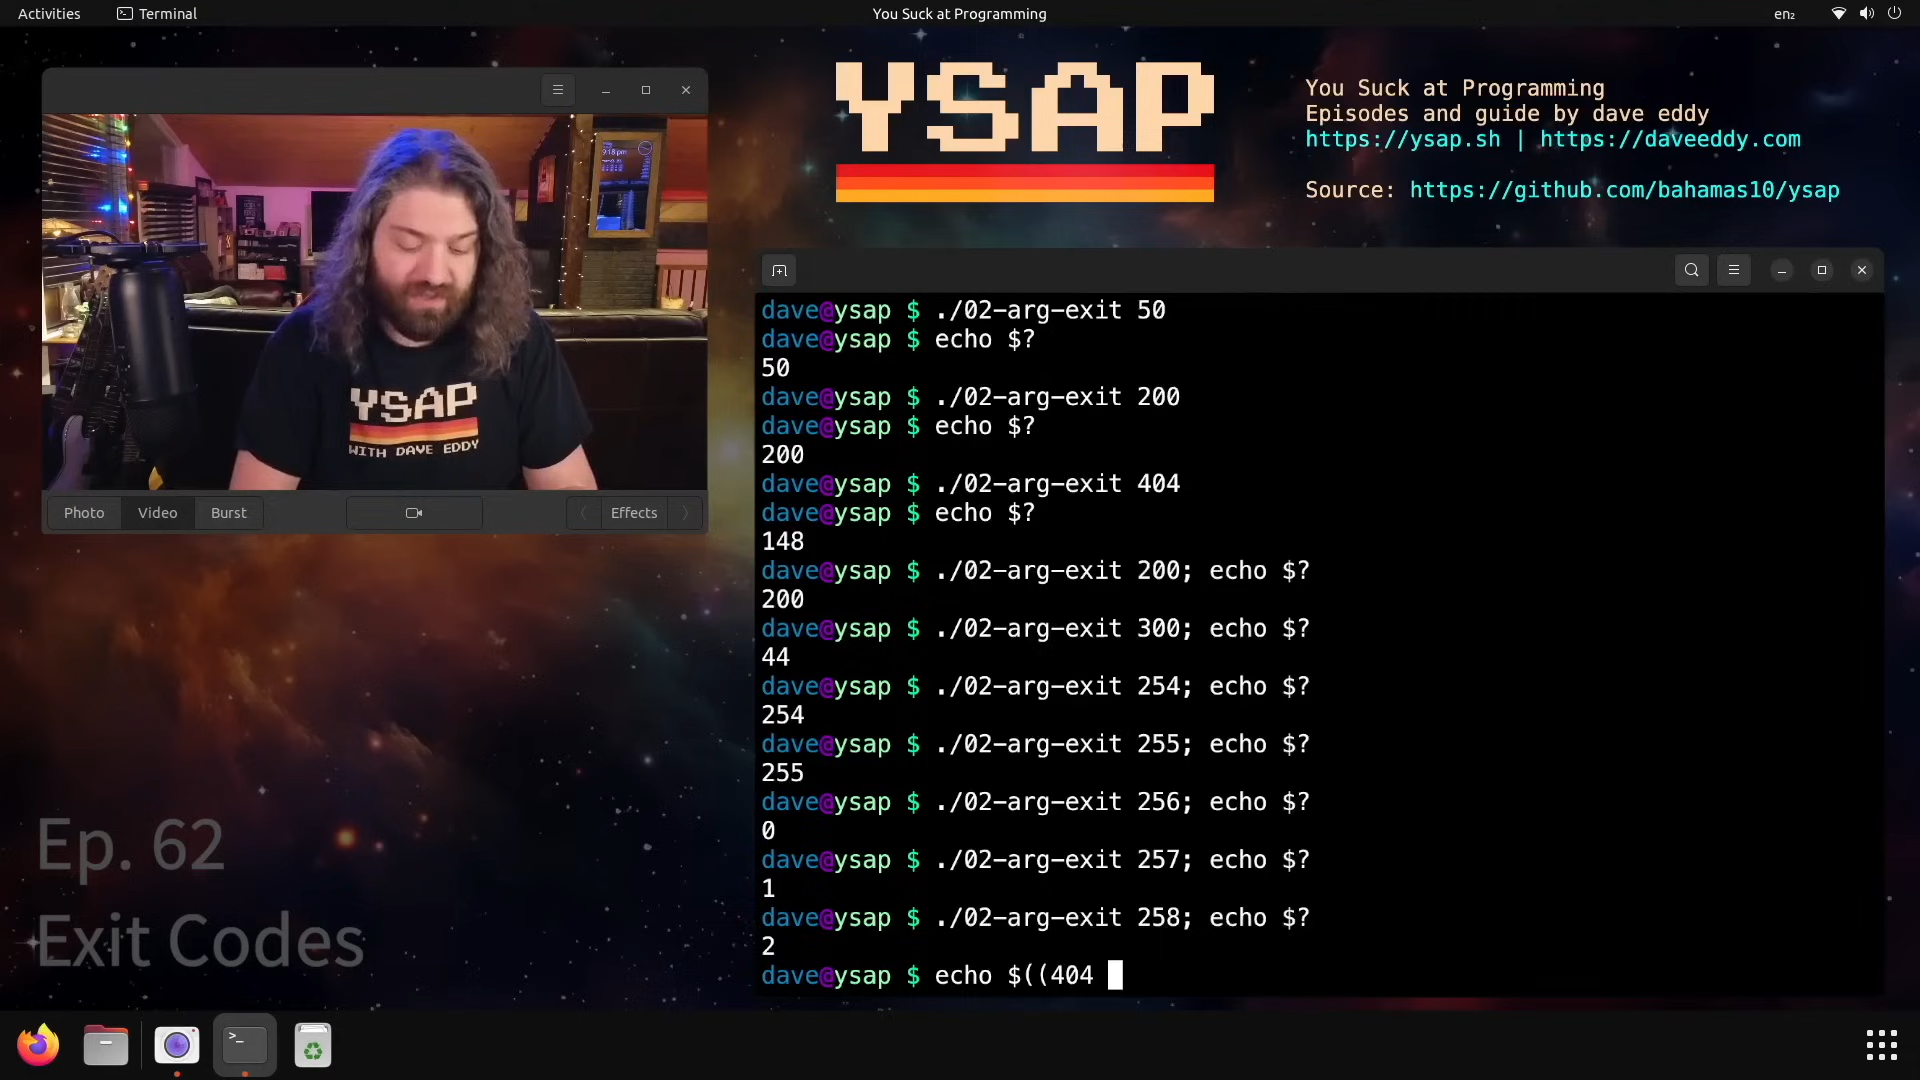 Activities
Terminal
You Suck at Programming
en₂
YSAP
You Suck at Programming
Episodes and guide by dave eddy
https://ysap.sh | https://daveeddy.com
Source: https://github.com/bahamas10/ysap
9:18 pm
YSAP
WITH DAVE EDDY
Photo
Video
Burst
Effects
dave@ysap $ ./02-arg-exit 50
dave@ysap $ echo $?
50
dave@ysap $ ./02-arg-exit 200
dave@ysap $ echo $?
200
dave@ysap $ ./02-arg-exit 404
dave@ysap $ echo $?
148
dave@ysap $ ./02-arg-exit 200; echo $?
200
dave@ysap $ ./02-arg-exit 300; echo $?
44
dave@ysap $ ./02-arg-exit 254; echo $?
254
dave@ysap $ ./02-arg-exit 255; echo $?
255
dave@ysap $ ./02-arg-exit 256; echo $?
0
dave@ysap $ ./02-arg-exit 257; echo $?
1
dave@ysap $ ./02-arg-exit 258; echo $?
2
dave@ysap $ echo $((404
Ep. 62
Exit Codes